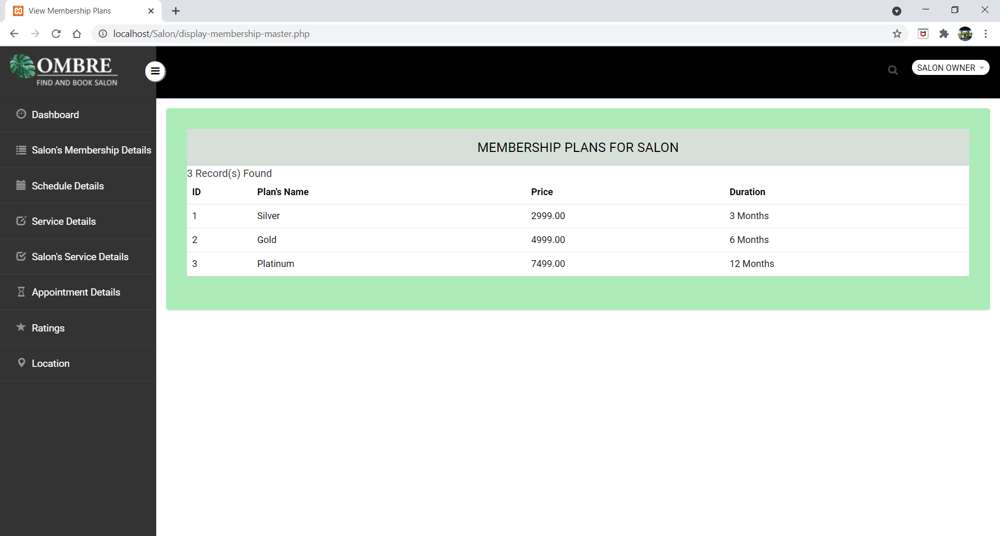 View Membership Plans
localhost/Salon/display-membership-master.php
OMBRE
FIND AND BOOK SALON
SALON OWNER
Dashboard
Salon's Membership Details
Schedule Details
Service Details
Salon's Service Details
Appointment Details
Ratings
Location
MEMBERSHIP PLANS FOR SALON
3 Record(s) Found
ID Plan's Name Price Duration
1 Silver 2999.00 3 Months
2 Gold 4999.00 6 Months
3 Platinum 7499.00 12 Months